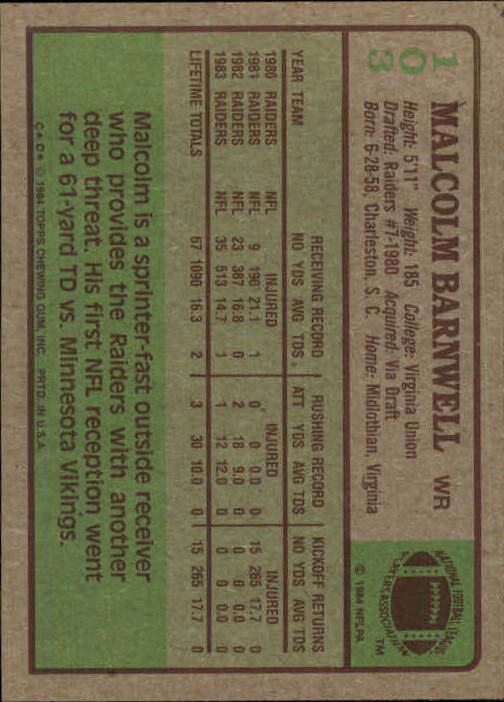 103
MALCOLM BARNWELL WR
Height: 5'11" Weight: 185 College: Virginia Union
Drafted: Raiders #7-1980 Acquired: Via Draft
Born: 6-28-58, Charleston, S. C. Home: Midlothian, Virginia
NATIONAL FOOTBALL LEAGUE
PLAYERS ASSOCIATION
TM
© 1984 NFLPA
RECEIVING RECORD RUSHING RECORD KICKOFF RETURNS
YEAR TEAM NO YDS AVG TDS ATT YDS AVG TDS NO YDS AVG TDS
1980 RAIDERS NFL INJURED INJURED INJURED
1981 RAIDERS NFL 9 190 21.1 1 0 0 0.0 0 15 265 17.7 0
1982 RAIDERS NFL 23 387 16.8 0 2 18 9.0 0 0 0 0.0 0
1983 RAIDERS NFL 35 513 14.7 1 1 12 12.0 0 0 0 0.0 0
LIFETIME TOTALS 67 1090 16.3 2 3 30 10.0 0 15 265 17.7 0
Malcolm is a sprinter-fast outside receiver
who provides the Raiders with another
deep threat. His first NFL reception went
for a 61-yard TD vs. Minnesota Vikings.
C* D* © 1984 TOPPS CHEWING GUM, INC. PRTD. IN U.S.A.